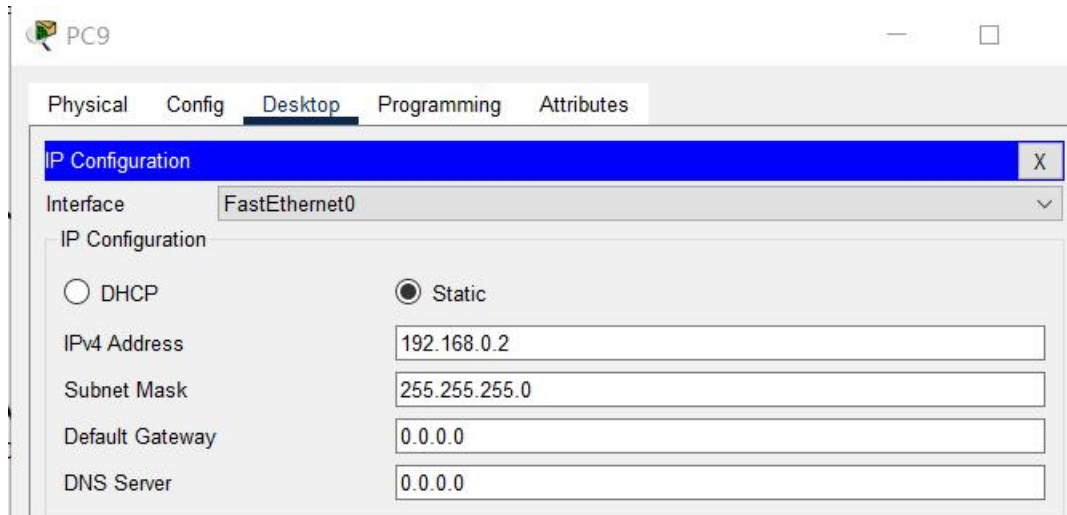 PC9
Physical Config Desktop Programming Attributes
IP Configuration X
Interface FastEthernet0
IP Configuration
DHCP Static
IPv4 Address 192.168.0.2
Subnet Mask 255.255.255.0
Default Gateway 0.0.0.0
DNS Server 0.0.0.0